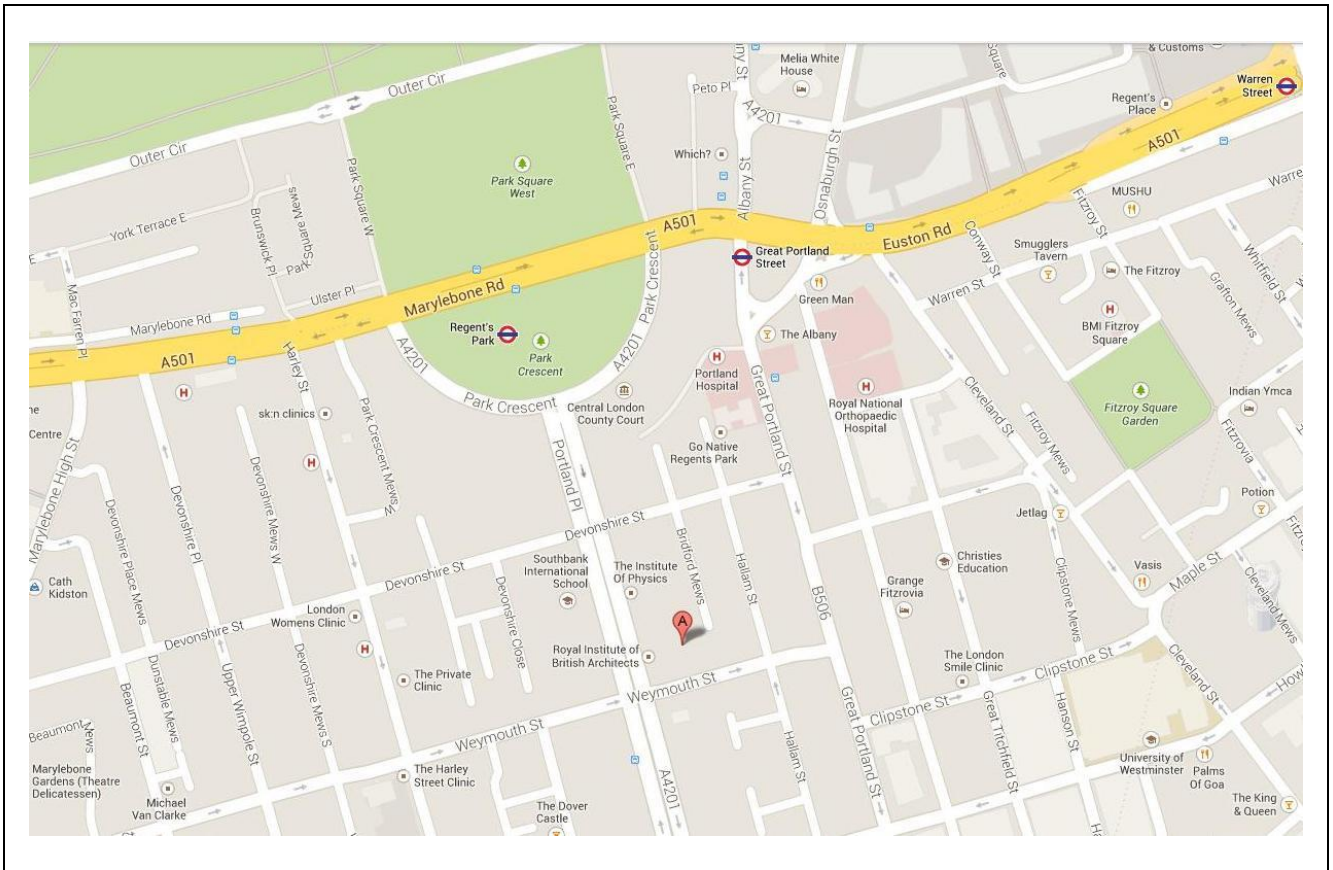 & Customs
Warren
Street
Melia White
House
Square
Outer Cir
ny St
Peto Pl
A4201
Regent's
Place
A501
Outer Cir
Park Square E
Osnaburgh St
Which?
Park Square
West
Park Square W
Albany St
MUSHU
Warre
Fitzroy St
York Terrace E
E
Brunswick Pl
Park
Square Mews
A501
Euston Rd
Conway St
Smugglers
Tavern
The Fitzroy
Whitfield St
Grafton Mews
Great Portland
Street
Park Crescent
Mac Farren Pl
Ulster Pl
Marylebone Rd
Green Man
Warren St
Marylebone Rd
Regent's
Park
Park
Crescent
A4201
A4201
The Albany
BMI Fitzroy
Square
A501
Harley St
Portland
Hospital
Great Portland St
Cleveland St
Royal National
Orthopaedic
Hospital
Fitzroy Square
Garden
Indian Ymca
Park Crescent
Central London
County Court
sk:n clinics
Park Crescent Mews
W
ne
Centre
Go Native
Regents Park
Fitzroy Mews
Fitzrovia
Marylebone High St
Devonshire Pl
Devonshire Mews W
Portland Pl
Devonshire Place Mews
Devonshire St
Bridford Mews
Potion
Jetlag
Fitzro
Southbank
International
School
The Institute
Of Physics
Hallam St
Christies
Education
Vasis
Maple St
Cath
Kidston
Devonshire St
Devonshire Close
Grange
Fitzrovia
B506
Clipstone Mews
Cleveland Mews
London
Womens Clinic
A
Devonshire St
Royal Institute of
British Architects
The London
Smile Clinic
Clipstone St
The Private
Clinic
Weymouth St
Cleveland St
How
Dunstable Mews
Beaumont St
Upper Wimpole St
Devonshire Mews S
Great Portland St
Clipstone St
Great Titchfield St
Hanson St
Beaumont
Mews
Weymouth St
Hallam St
University of
Westminster
Palms
Of Goa
Marylebone
Gardens (Theatre
Delicatessen)
The Harley
Street Clinic
A4201
Michael
Van Clarke
The Dover
Castle
The King
& Queen
Ha